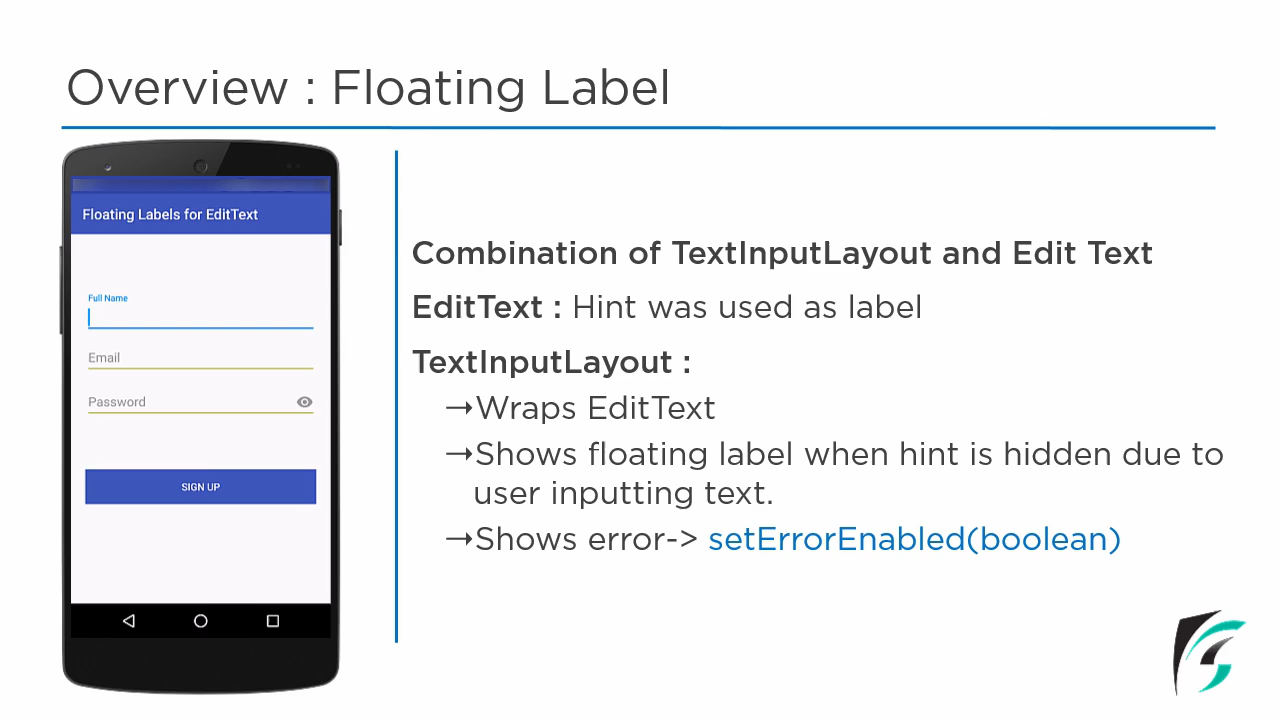 Overview : Floating Label
Floating Labels for EditText
Full Name
Email
Password
SIGN UP
Combination of TextInputLayout and Edit Text
EditText : Hint was used as label
TextInputLayout :
→Wraps EditText
→Shows floating label when hint is hidden due to
user inputting text.
→Shows error-> setErrorEnabled(boolean)